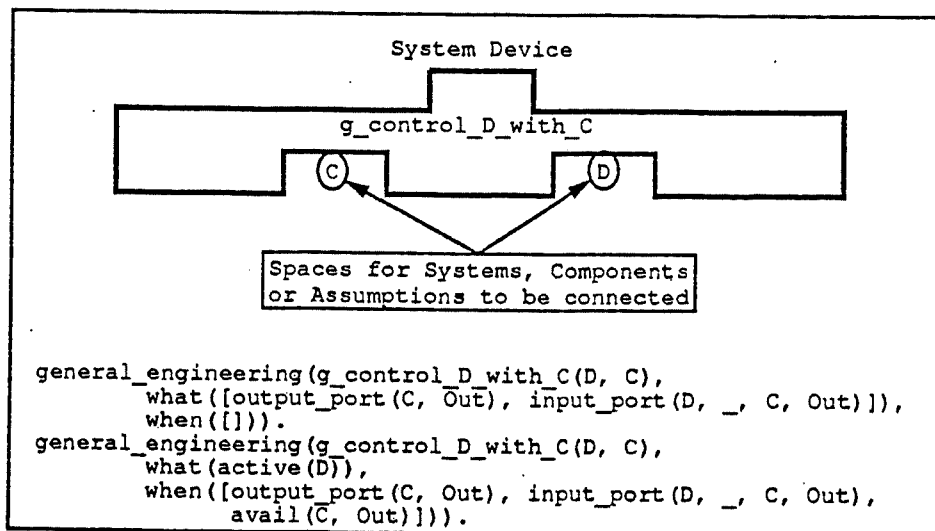 System Device
g_control_D_with_C
C
D
Spaces for Systems, Components
or Assumptions to be connected
general_engineering(g_control_D_with_C(D, C),
what([output_port(C, Out), input_port(D, _, C, Out)]),
when([])).
general_engineering(g_control_D_with_C(D, C),
what(active(D)),
when([output_port(C, Out), input_port(D, _, C, Out),
avail(C, Out)])).